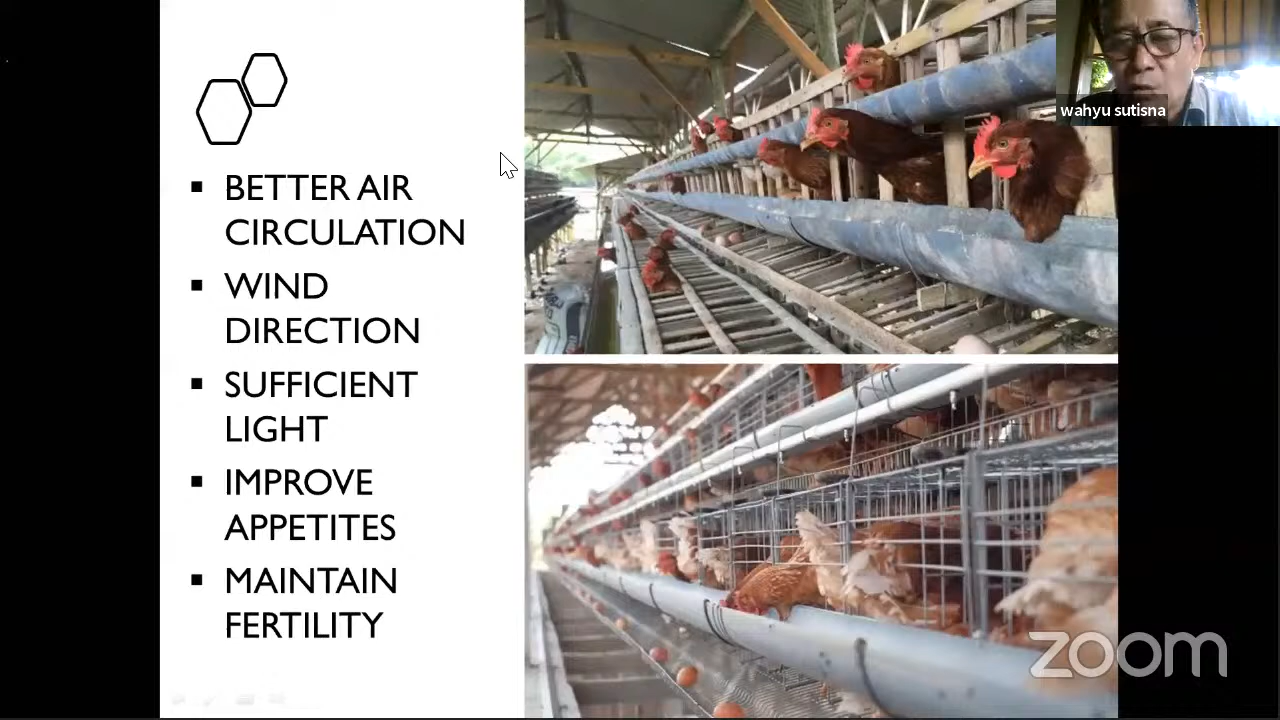 wahyu sutisna
BETTER AIR
CIRCULATION
WIND
DIRECTION
SUFFICIENT
LIGHT
IMPROVE
APPETITES
MAINTAIN
FERTILITY
zoom